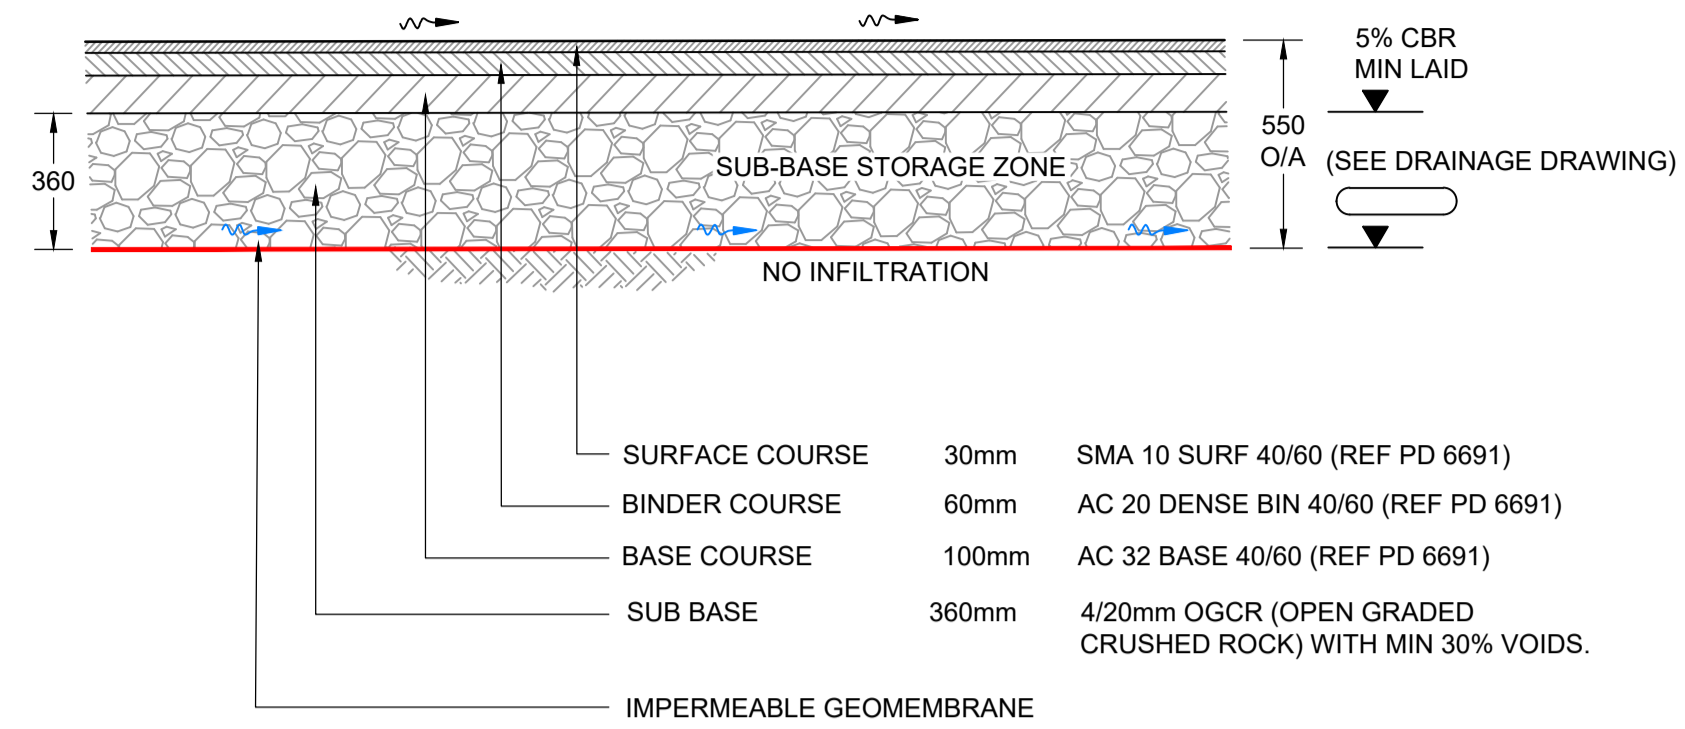 5% CBR
MIN LAID
550
O/A
(SEE DRAINAGE DRAWING)
360
SUB-BASE STORAGE ZONE
NO INFILTRATION
SURFACE COURSE 30mm SMA 10 SURF 40/60 (REF PD 6691)
BINDER COURSE 60mm AC 20 DENSE BIN 40/60 (REF PD 6691)
BASE COURSE 100mm AC 32 BASE 40/60 (REF PD 6691)
SUB BASE 360mm 4/20mm OGCR (OPEN GRADED
CRUSHED ROCK) WITH MIN 30% VOIDS.
IMPERMEABLE GEOMEMBRANE